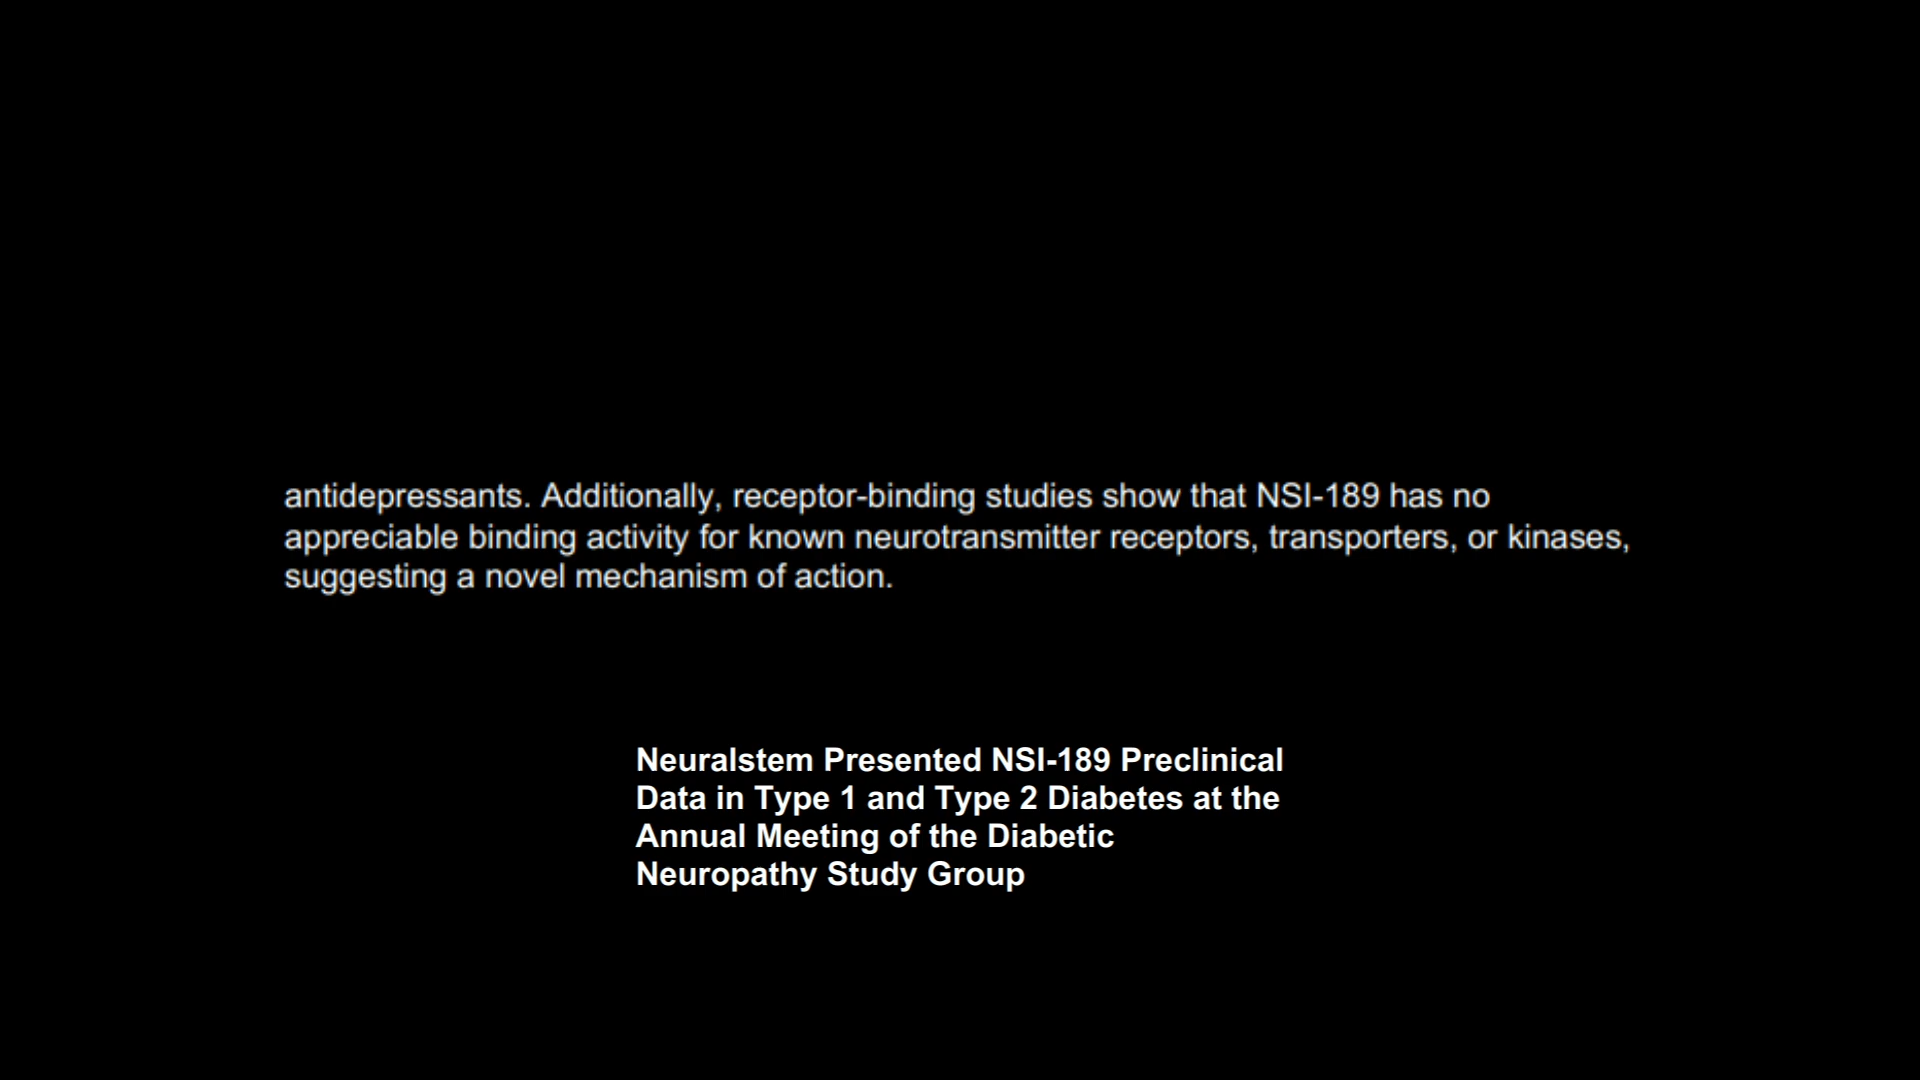 antidepressants. Additionally, receptor-binding studies show that NSI-189 has no
appreciable binding activity for known neurotransmitter receptors, transporters, or kinases,
suggesting a novel mechanism of action.
Neuralstem Presented NSI-189 Preclinical
Data in Type 1 and Type 2 Diabetes at the
Annual Meeting of the Diabetic
Neuropathy Study Group